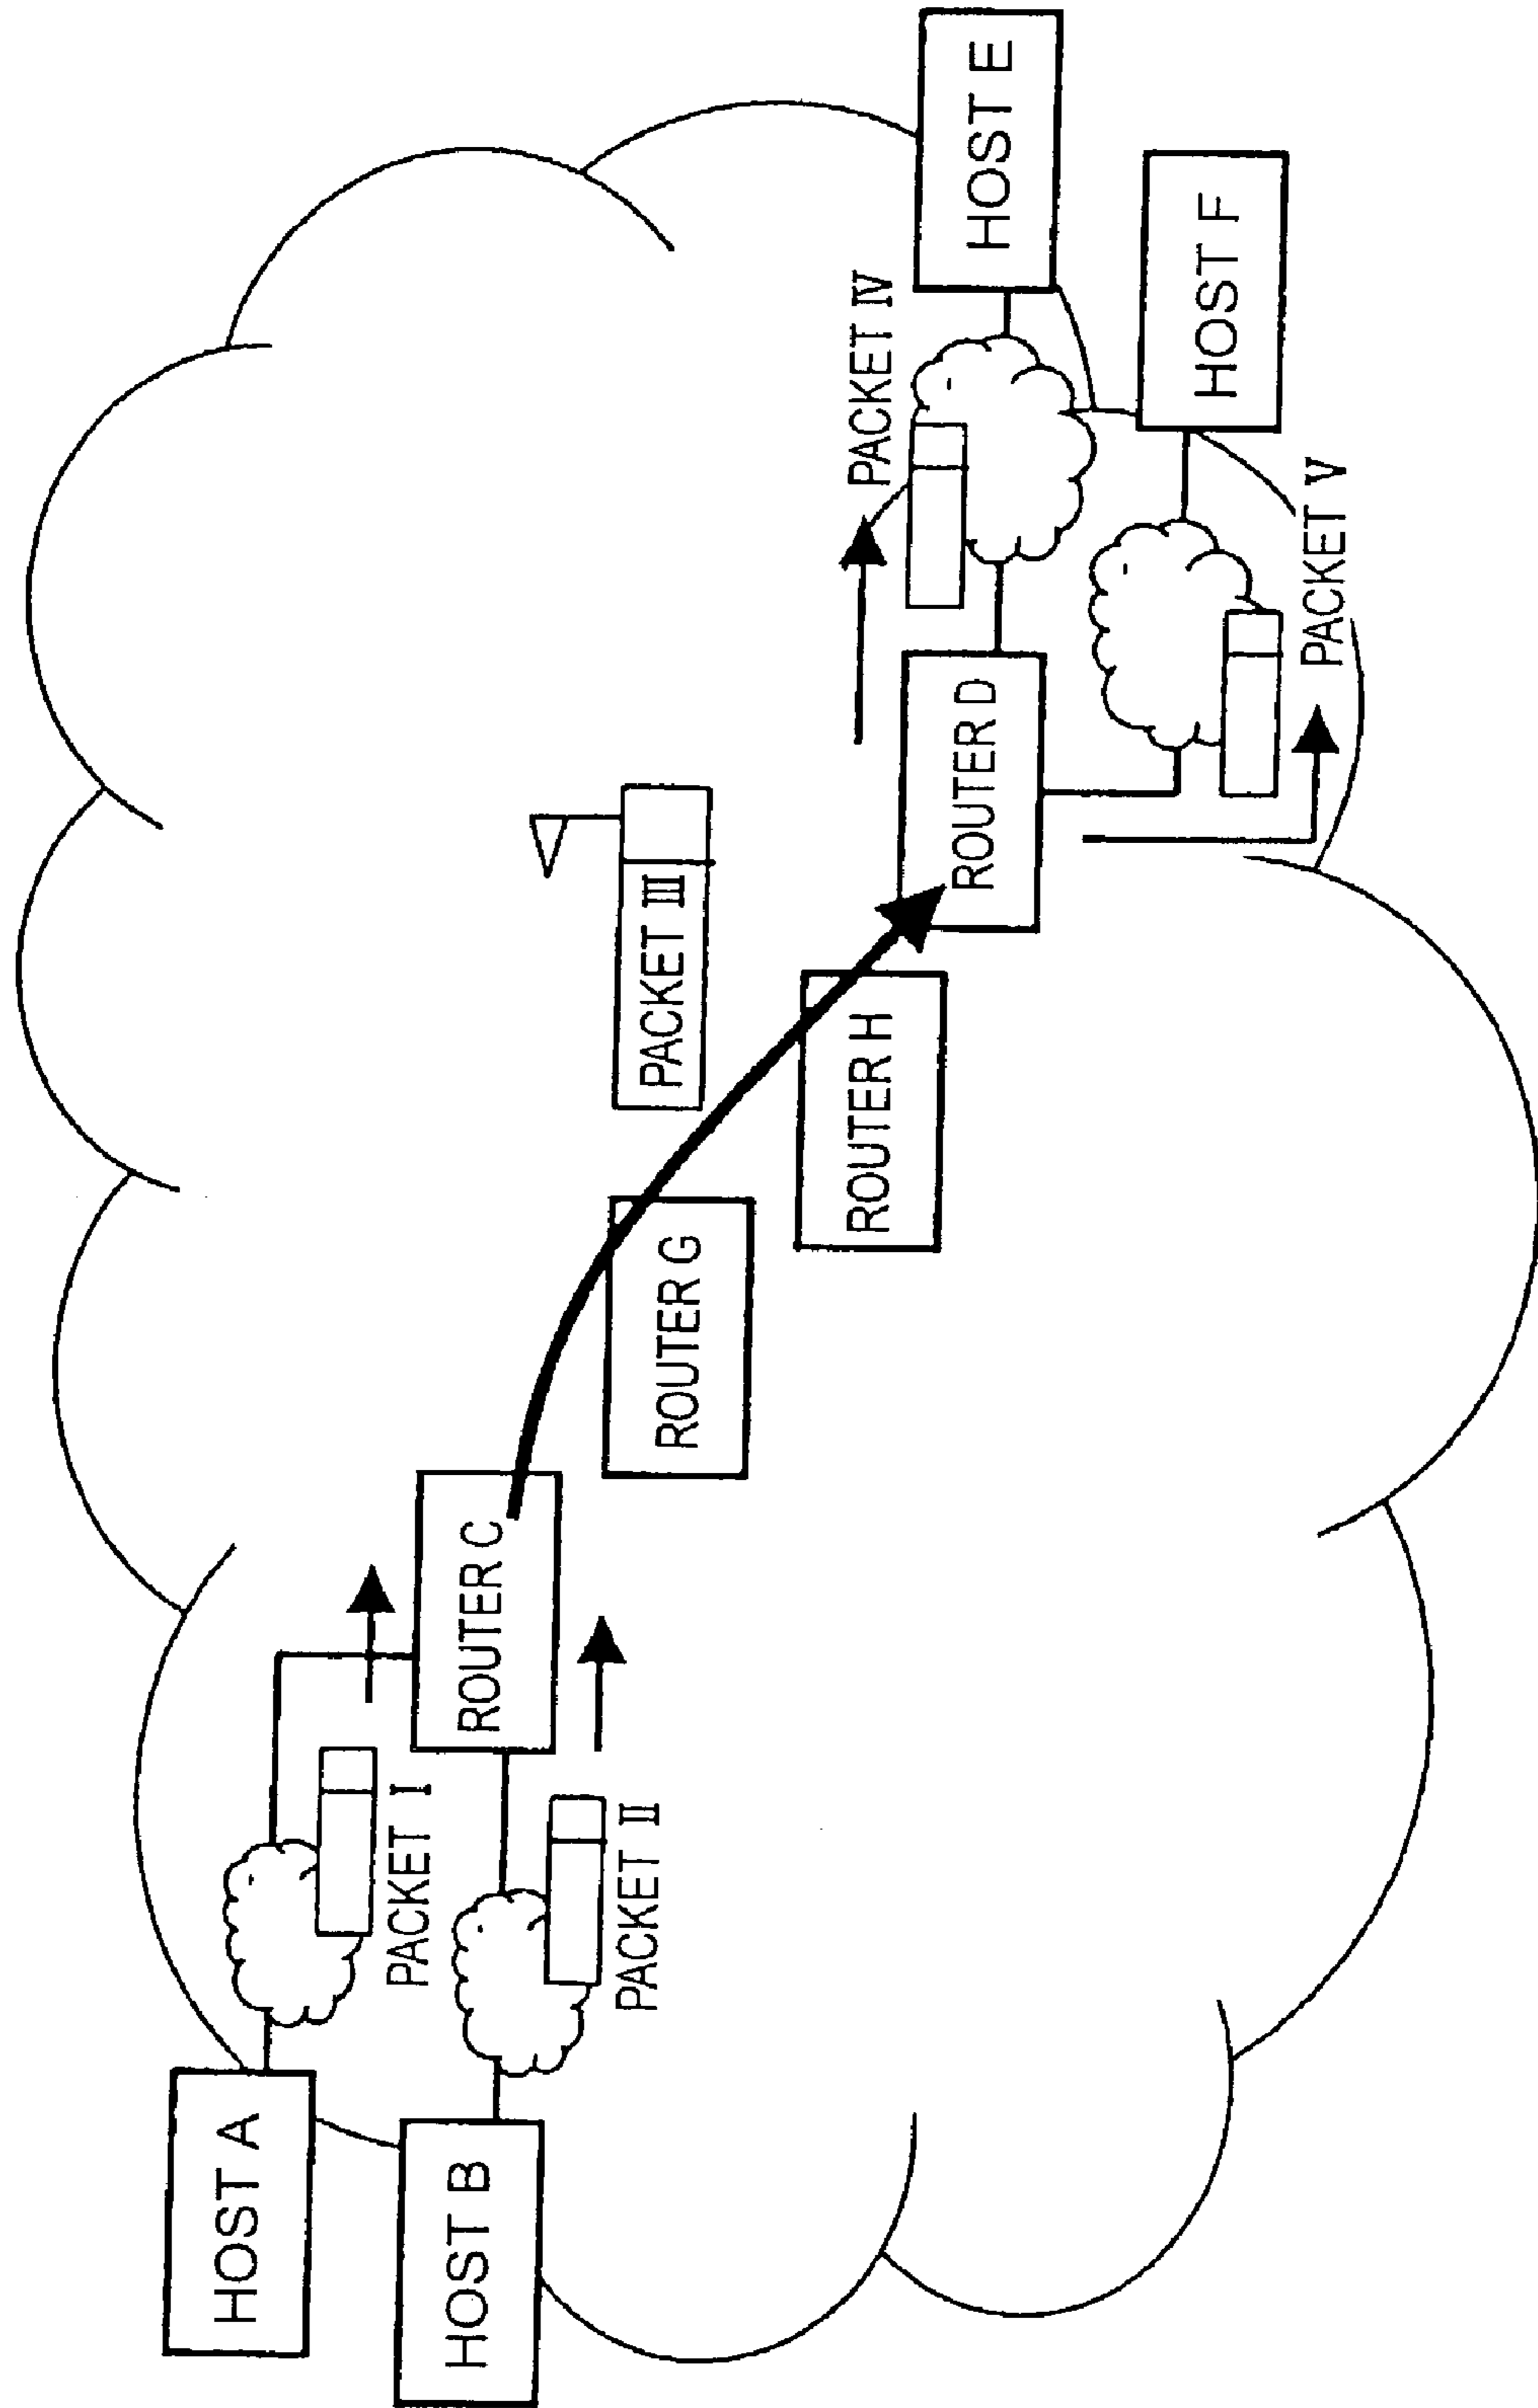 HOST A
PACKET I
HOST B
PACKET II
ROUTER C
ROUTER G
PACKET III
ROUTER H
ROUTER D
PACKET IV
HOST E
PACKET V
HOST F